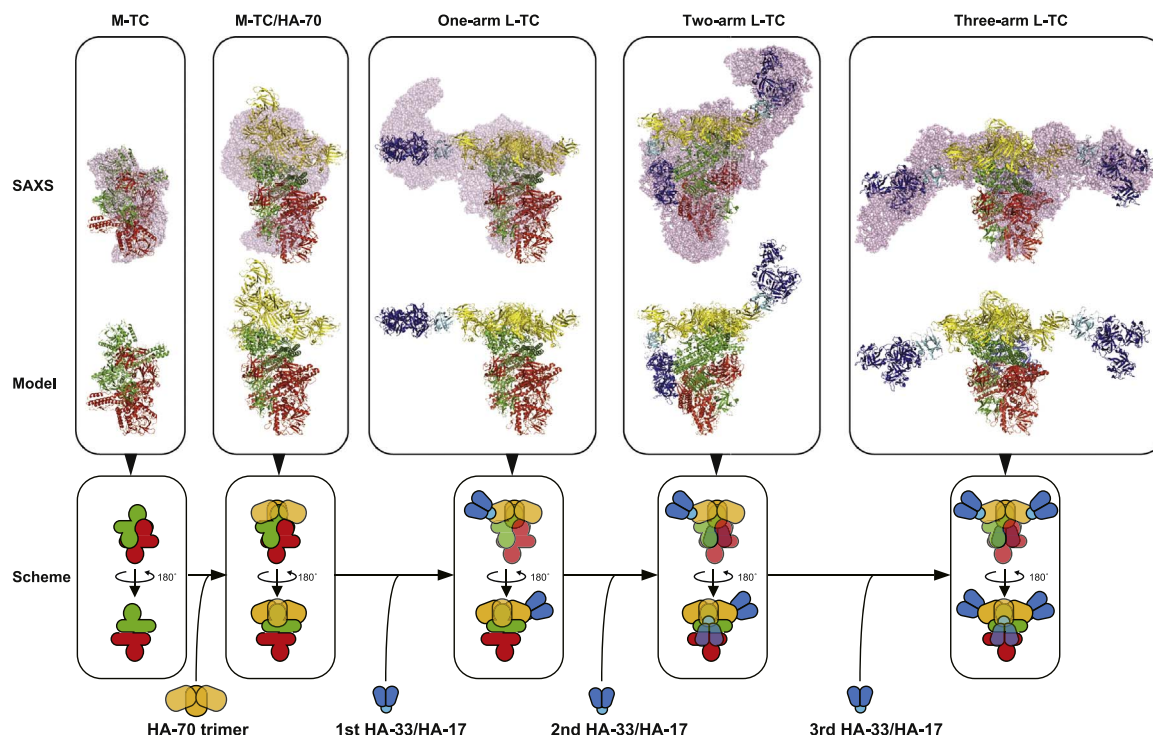 M-TC M-TC/HA-70 One-arm L-TC Two-arm L-TC Three-arm L-TC
SAXS
Model
Scheme 180° 180° 180° 180° 180°
HA-70 trimer 1st HA-33/HA-17 2nd HA-33/HA-17 3rd HA-33/HA-17